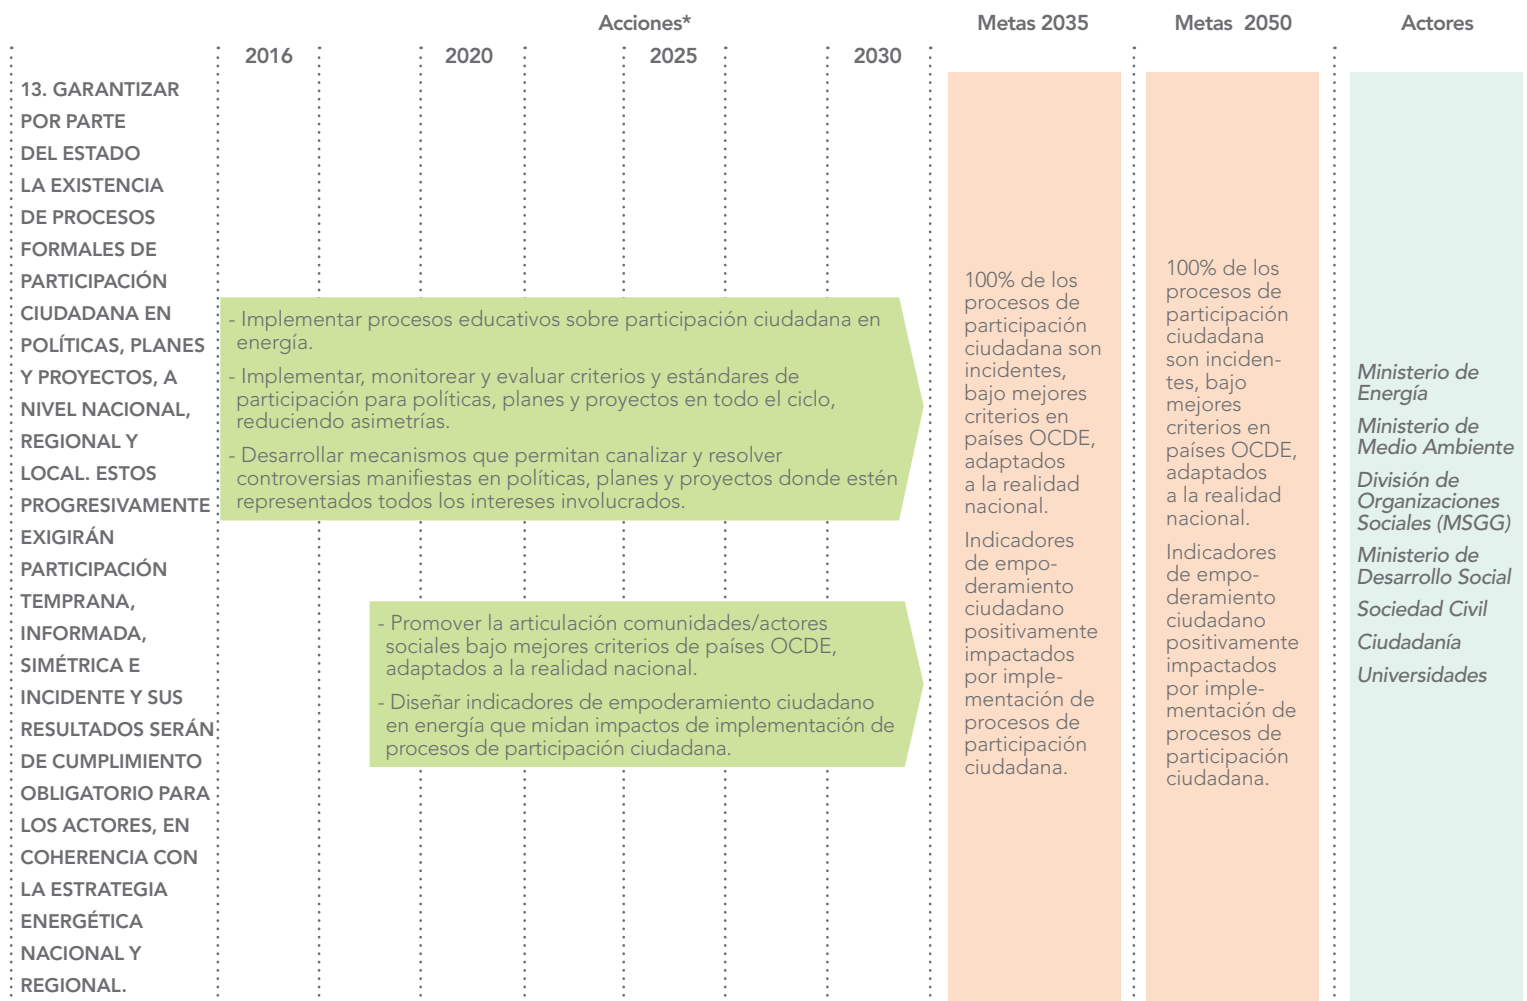 Acciones*
Metas 2035
Metas 2050
Actores
2016
2020
2025
2030
13. GARANTIZAR
POR PARTE
DEL ESTADO
LA EXISTENCIA
DE PROCESOS
FORMALES DE
PARTICIPACIÓN
CIUDADANA EN
POLÍTICAS, PLANES
Y PROYECTOS, A
NIVEL NACIONAL,
REGIONAL Y
LOCAL. ESTOS
PROGRESIVAMENTE
EXIGIRÁN
PARTICIPACIÓN
TEMPRANA,
INFORMADA,
SIMÉTRICA E
INCIDENTE Y SUS
RESULTADOS SERÁN
DE CUMPLIMIENTO
OBLIGATORIO PARA
LOS ACTORES, EN
COHERENCIA CON
LA ESTRATEGIA
ENERGÉTICA
NACIONAL Y
REGIONAL.
- Implementar procesos educativos sobre participación ciudadana en
energía.
- Implementar, monitorear y evaluar criterios y estándares de
participación para políticas, planes y proyectos en todo el ciclo,
reduciendo asimetrías.
- Desarrollar mecanismos que permitan canalizar y resolver
controversias manifiestas en políticas, planes y proyectos donde estén
representados todos los intereses involucrados.
- Promover la articulación comunidades/actores
sociales bajo mejores criterios de países OCDE,
adaptados a la realidad nacional.
- Diseñar indicadores de empoderamiento ciudadano
en energía que midan impactos de implementación de
procesos de participación ciudadana.
100% de los
procesos de
participación
ciudadana son
incidentes,
bajo mejores
criterios en
países OCDE,
adaptados
a la realidad
nacional.
Indicadores
de empo-
deramiento
ciudadano
positivamente
impactados
por imple-
mentación de
procesos de
participación
ciudadana.
100% de los
procesos de
participación
ciudadana
son inciden-
tes, bajo
mejores
criterios en
países OCDE,
adaptados
a la realidad
nacional.
Indicadores
de empo-
deramiento
ciudadano
positivamente
impactados
por imple-
mentación de
procesos de
participación
ciudadana.
Ministerio de
Energía
Ministerio de
Medio Ambiente
División de
Organizaciones
Sociales (MSGG)
Ministerio de
Desarrollo Social
Sociedad Civil
Ciudadanía
Universidades